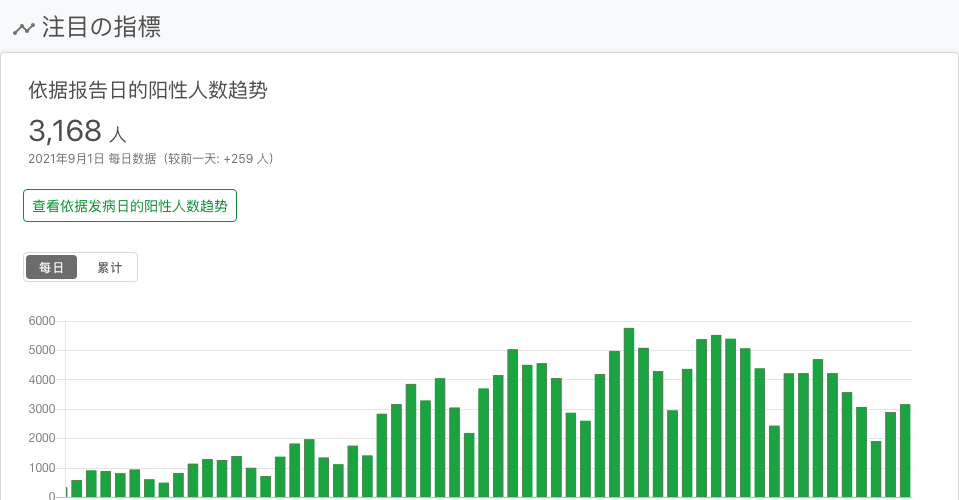 注目の指標
依据报告日的阳性人数趋势
3,168 人
2021年9月1日 每日数据（较前一天: +259 人）
查看依据发病日的阳性人数趋势
每日 累计
6000
5000
4000
3000
2000
1000
0